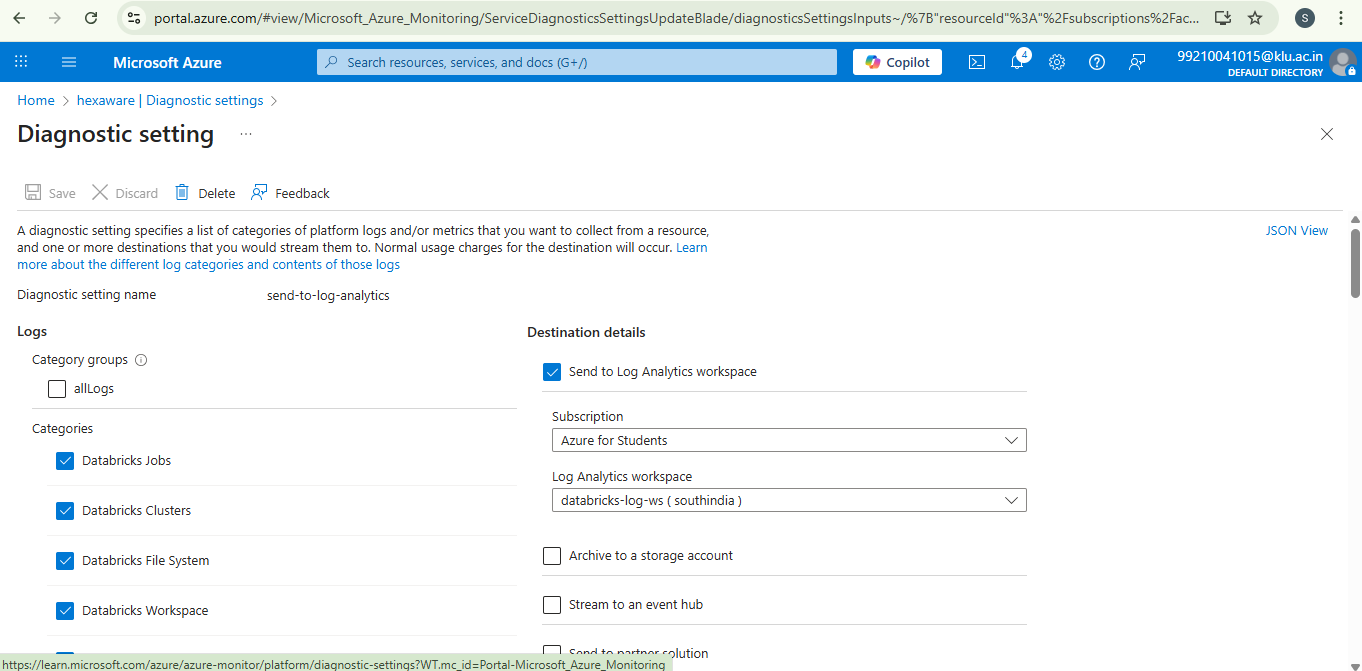 portal.azure.com/#view/Microsoft_Azure_Monitoring/ServiceDiagnosticsSettingsUpdateBlade/diagnosticsSettingsInputs~/%7B"resourceId"%3A"%2Fsubscriptions%2Fac...
S
Microsoft Azure
Search resources, services, and docs (G+/)
Copilot
4
99210041015@klu.ac.in
DEFAULT DIRECTORY
Home > hexaware | Diagnostic settings >
Diagnostic setting ...
Save Discard Delete Feedback
A diagnostic setting specifies a list of categories of platform logs and/or metrics that you want to collect from a resource,
and one or more destinations that you would stream them to. Normal usage charges for the destination will occur. Learn
more about the different log categories and contents of those logs
JSON View
Diagnostic setting name send-to-log-analytics
Logs
Category groups
allLogs
Categories
Databricks Jobs
Databricks Clusters
Databricks File System
Databricks Workspace
Destination details
Send to Log Analytics workspace
Subscription
Azure for Students
Log Analytics workspace
databricks-log-ws ( southindia )
Archive to a storage account
Stream to an event hub
Send to partner solution
https://learn.microsoft.com/azure/azure-monitor/platform/diagnostic-settings?WT.mc_id=Portal-Microsoft_Azure_Monitoring